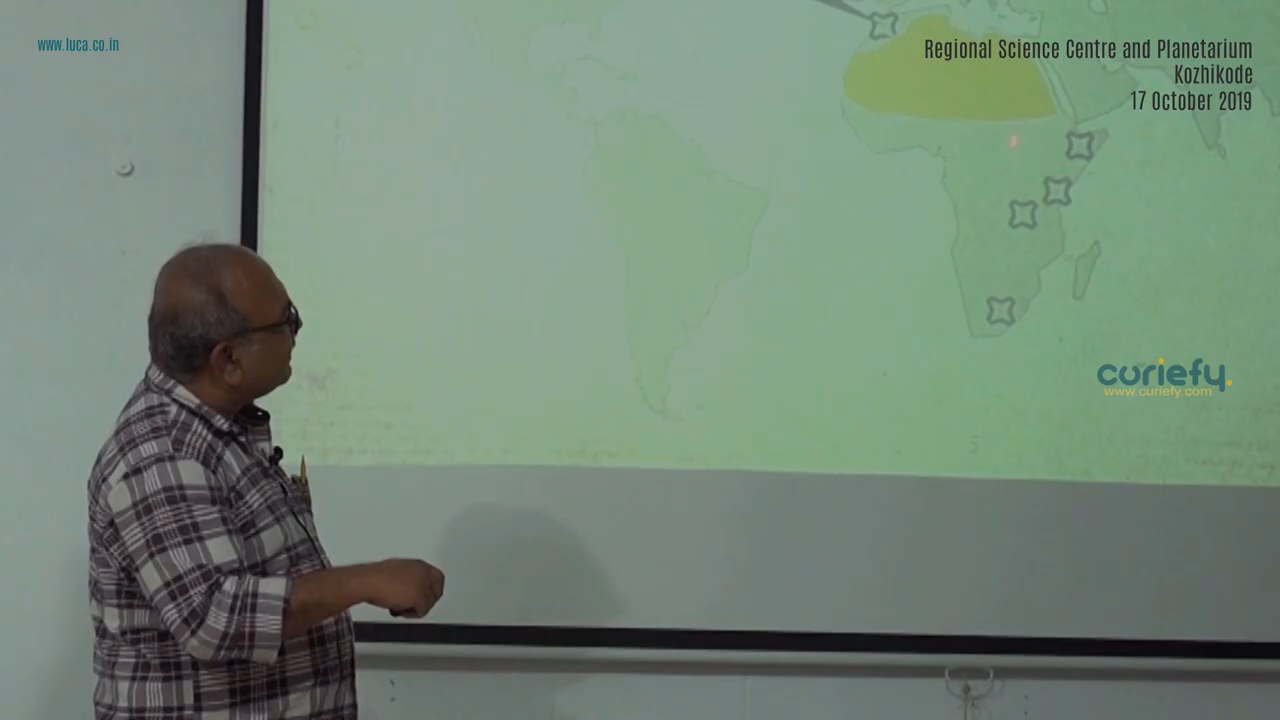 www.luca.co.in
Regional Science Centre and Planetarium
Kozhikode
17 October 2019
curiefy.
www.curiefy.com